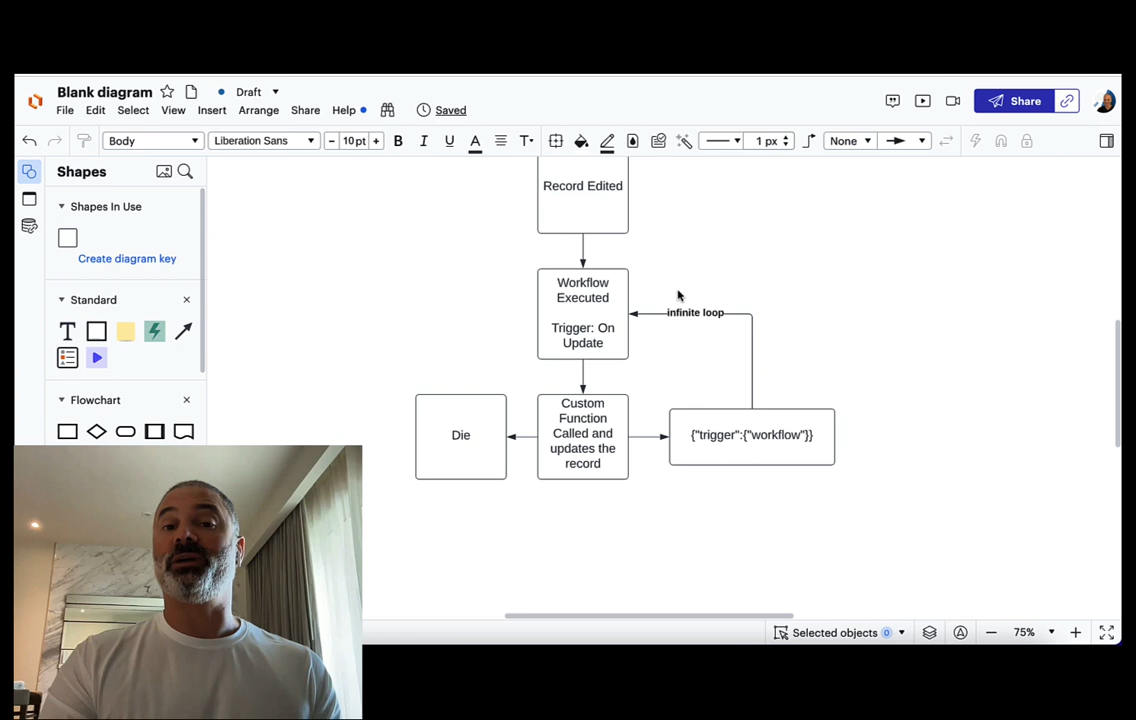 Blank diagram
Draft
File Edit Select View Insert Arrange Share Help Saved
Share
Body Liberation Sans 10 pt B I U A T 1 px None
Shapes
Shapes In Use
Create diagram key
Standard
T
Flowchart
Record Edited
Workflow
Executed
Trigger: On
Update
infinite loop
Die
Custom
Function
Called and
updates the
record
{"trigger":{"workflow"}}
Selected objects 0 75%